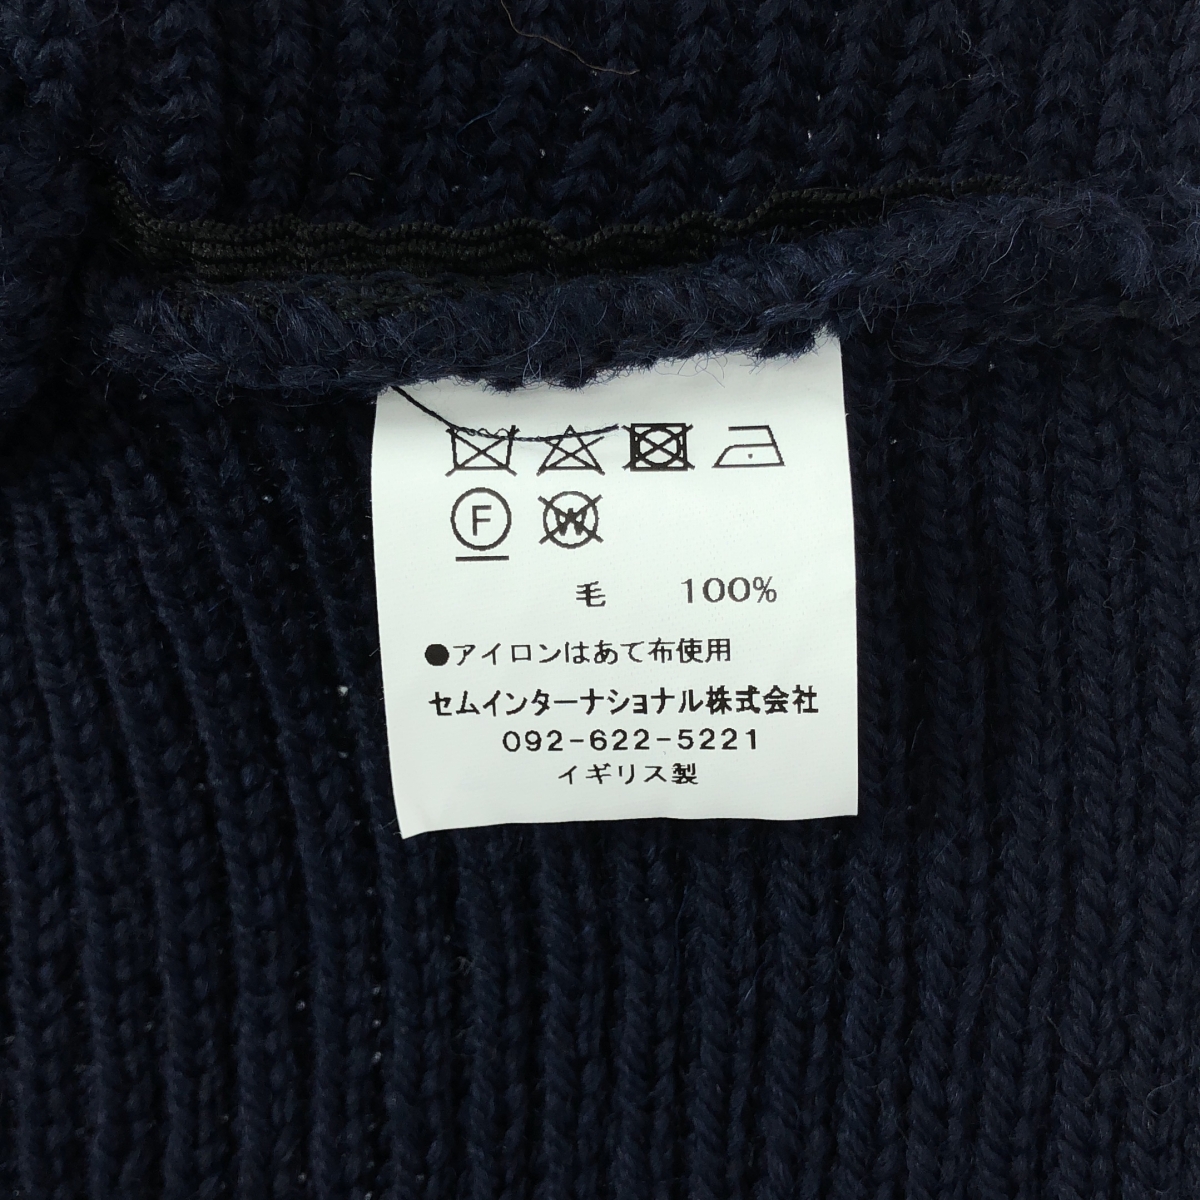 F W
毛 100%
●アイロンはあて布使用
セムインターナショナル株式会社
092-622-5221
イギリス製